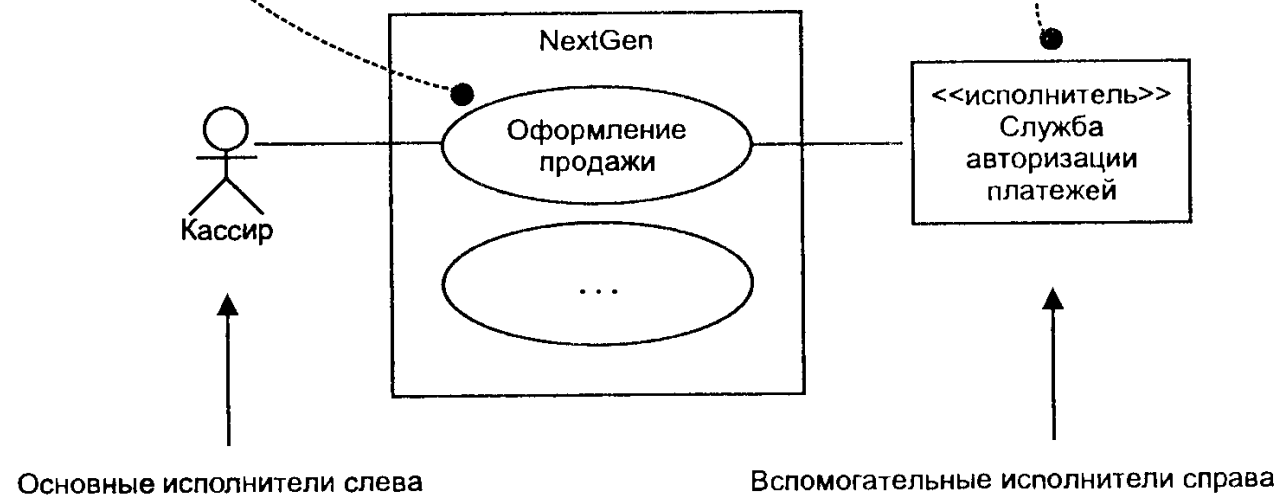 NextGen
<<исполнитель>>
Служба
авторизации
платежей
Оформление
продажи
Кассир
. . .
Основные исполнители слева
Вспомогательные исполнители справа